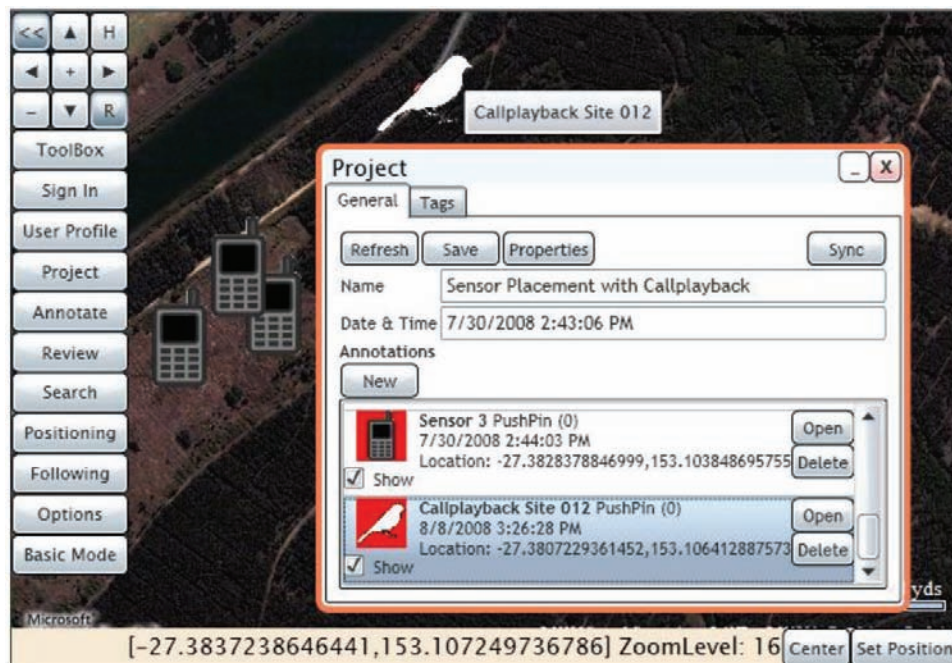 << ▲ H
◄ + ►
− ▼ R
ToolBox
Sign In
User Profile
Project
Annotate
Review
Search
Positioning
Following
Options
Basic Mode
Callplayback Site 012
Project
_ X
General Tags
Refresh Save Properties Sync
Name Sensor Placement with Callplayback
Date & Time 7/30/2008 2:43:06 PM
Annotations
New
Sensor 3 PushPin (0)
7/30/2008 2:44:03 PM
Location: -27.3828378846999,153.103848695755
Show
Open
Delete
Callplayback Site 012 PushPin (0)
8/8/2008 3:26:28 PM
Location: -27.3807229361452,153.106412887573
Show
Open
Delete
yds
Microsoft
[-27.3837238646441,153.107249736786] ZoomLevel: 16 Center Set Position